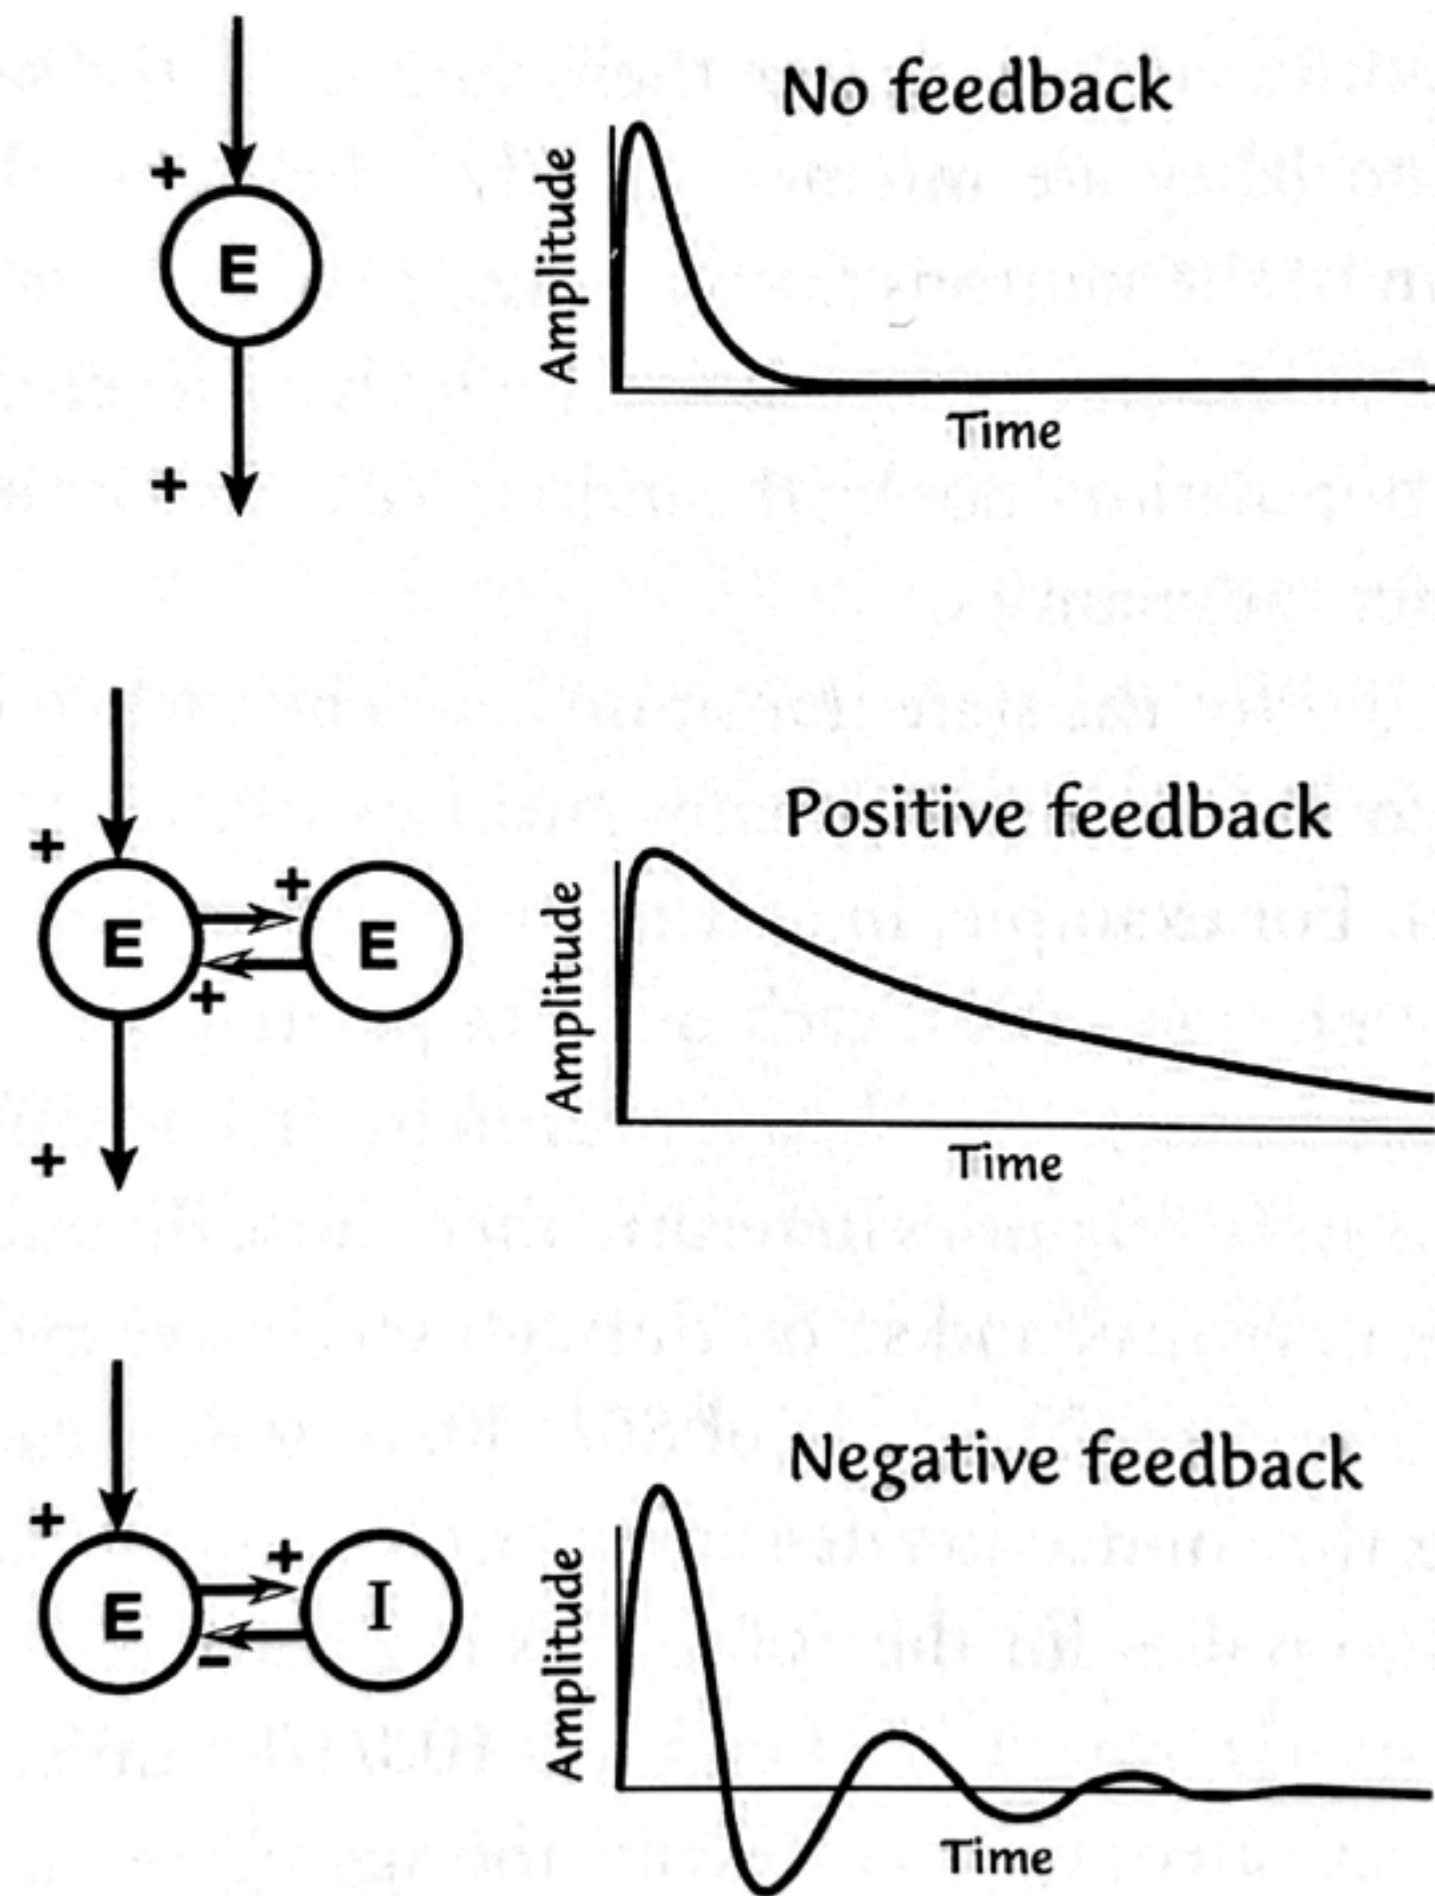 No feedback
+
E
Amplitude
Time
+
Positive feedback
+
+
E
E
+
Amplitude
Time
+
Negative feedback
+
+
E
I
-
Amplitude
Time